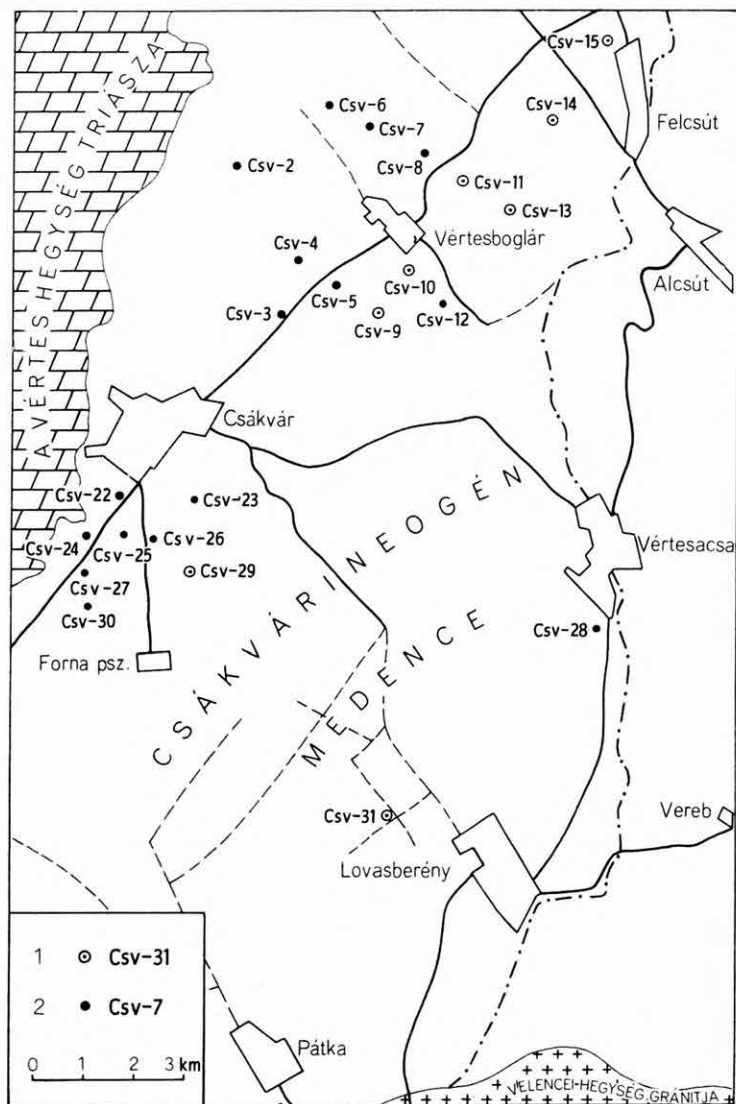 Csv-15
Csv-6
Csv-14
Csv-7
Felcsút
Csv-8
Csv-2
Csv-11
Csv-13
Vértesboglár
Alcsút
Csv-4
Csv-10
Csv-5
Csv-3
Csv-9
Csv-12
A VÉRTES HEGYSÉG TRIÁSZA
Csákvár
Csv-22
Csv-23
Csv-24
Csv-25
Csv-26
Vértesacsa
Csv-27
Csv-29
Csv-30
Csv-28
Forna psz.
CSÁKVÁRI NEOGÉN
MEDENCE
Csv-31
Vereb
Lovasberény
1 Csv-31
2 Csv-7
0 1 2 3 km
Pátka
VELENCEI-HEGYSÉG GRÁNITJA